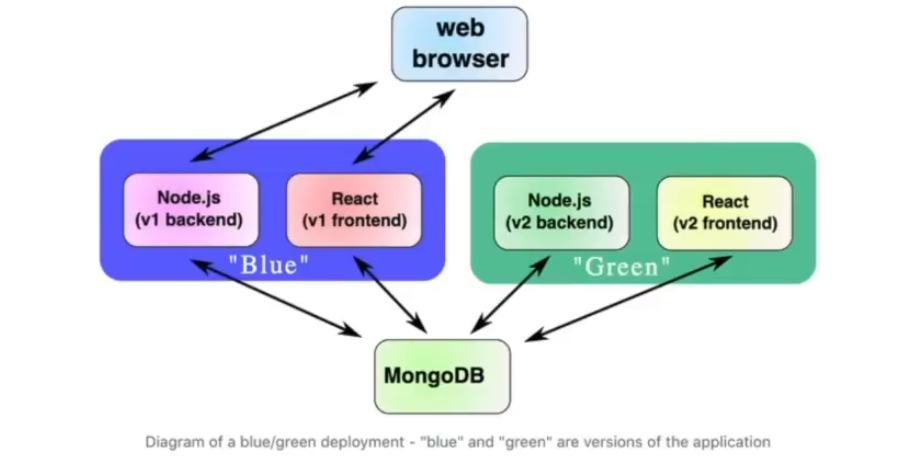 web
browser
Node.js
(v1 backend)
React
(v1 frontend)
"Blue"
Node.js
(v2 backend)
React
(v2 frontend)
"Green"
MongoDB
Diagram of a blue/green deployment - "blue" and "green" are versions of the application